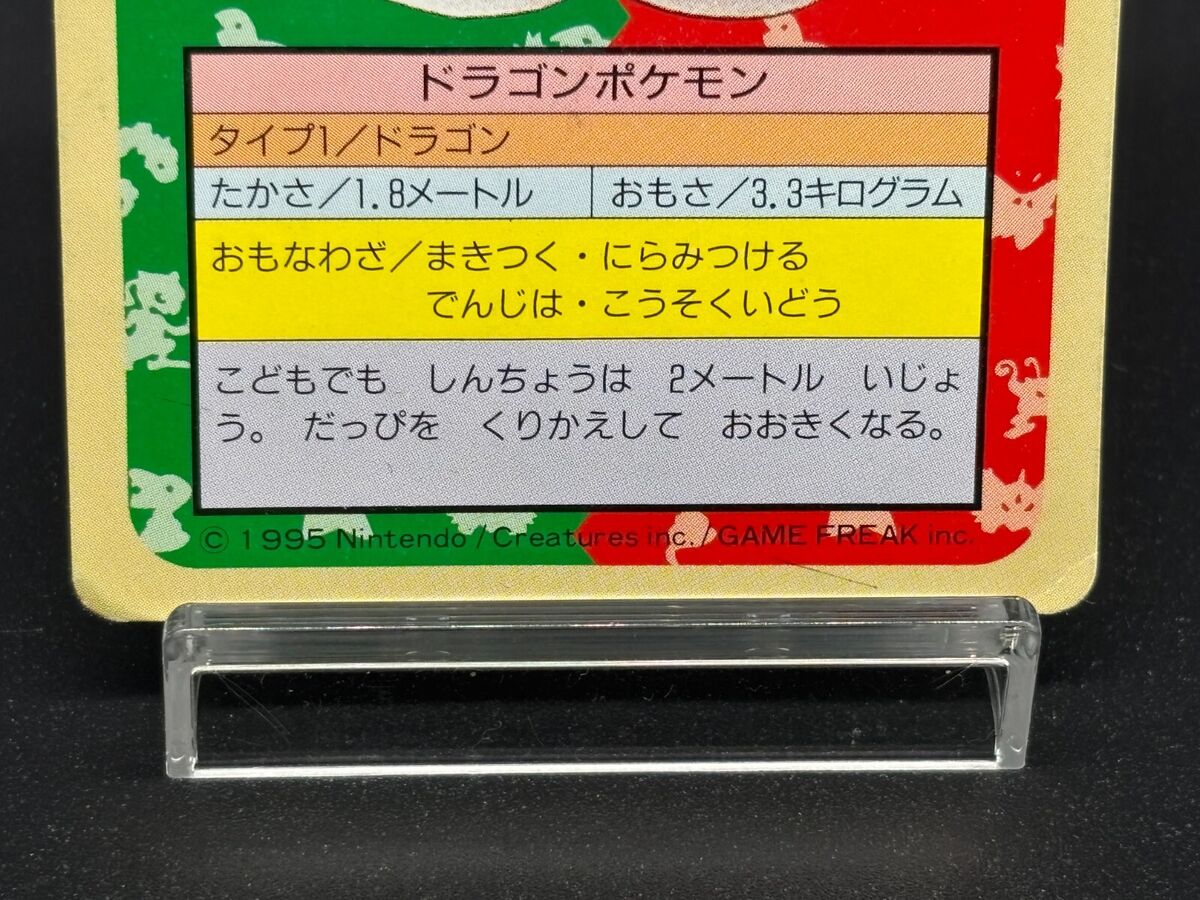 ドラゴンポケモン
タイプ1／ドラゴン
たかさ／1.8メートル おもさ／3.3キログラム
おもなわざ／まきつく・にらみつける
でんじは・こうそくいどう
こどもでも　しんちょうは　2メートル　いじょ
う。　だっぴを　くりかえして　おおきくなる。
© 1995 Nintendo / Creatures inc. / GAME FREAK inc.